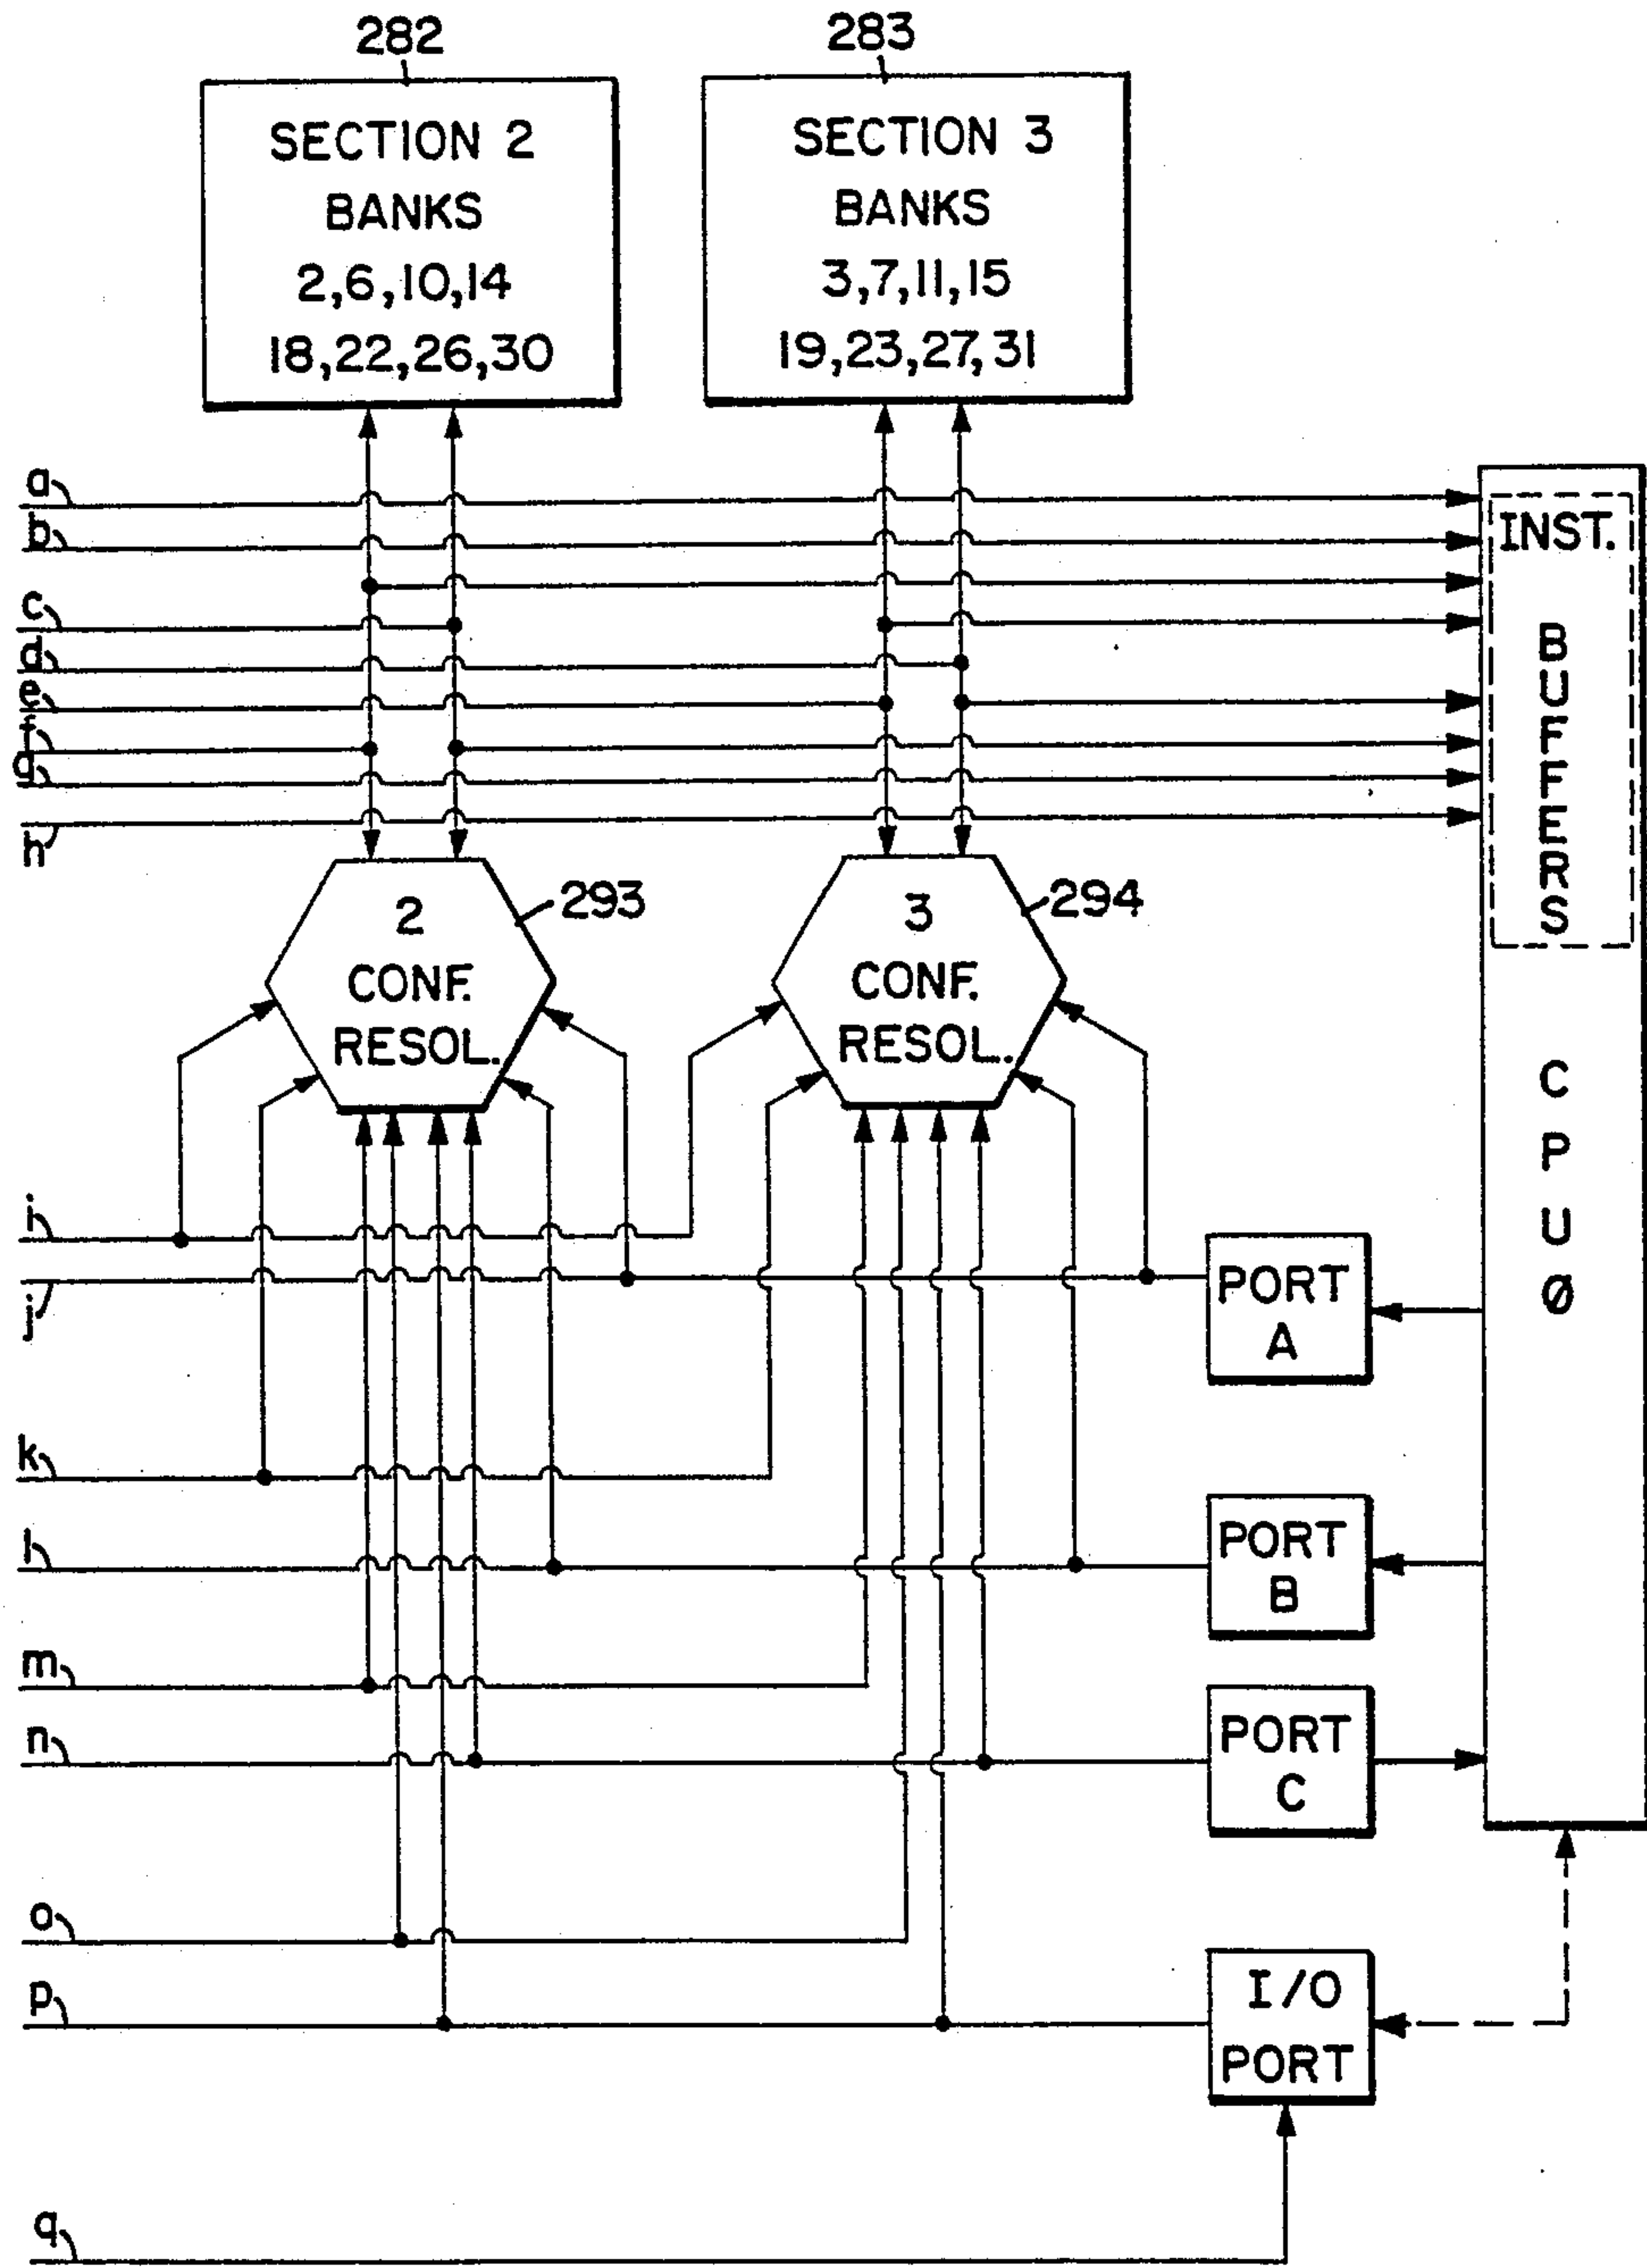 282
SECTION 2
BANKS
2,6,10,14
18,22,26,30
283
SECTION 3
BANKS
3,7,11,15
19,23,27,31
a
b
c
d
e
f
g
h
INST.
BUFFERS
CPUØ
2
CONF.
RESOL.
293
3
CONF.
RESOL.
294
i
j
k
l
m
n
o
p
q
PORT
A
PORT
B
PORT
C
I/O
PORT